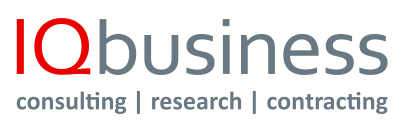 IQbusiness
consulting | research | contracting